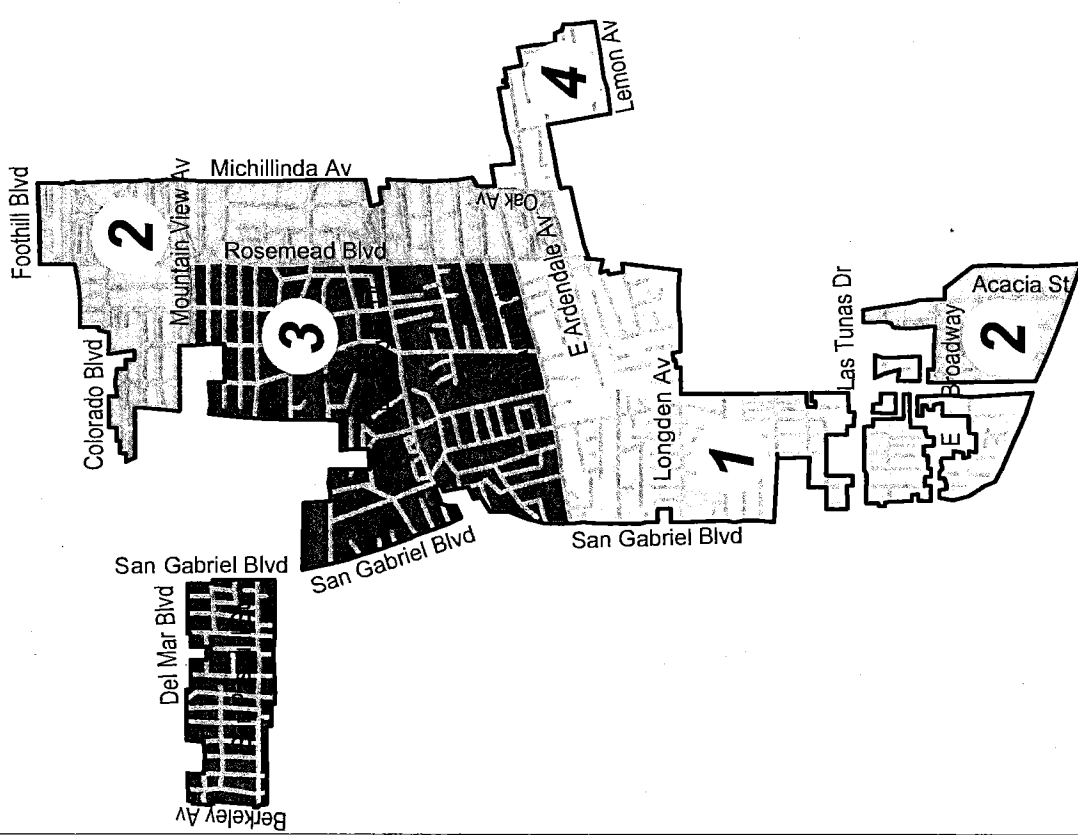 Foothill Blvd
Colorado Blvd
Mountain View Av
Michillinda Av
Rosemead Blvd
Oak Av
Lemon Av
2
3
4
E Ardendale Av
San Gabriel Blvd
San Gabriel Blvd
Del Mar Blvd
Berkeley Av
San Gabriel Blvd
Longden Av
1
Las Tunas Dr
Broadway
Acacia St
2
E